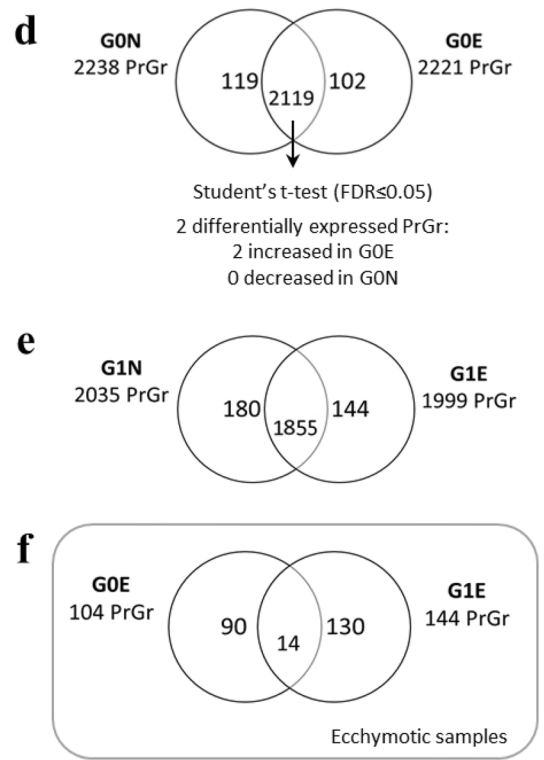 d
G0N
2238 PrGr
G0E
2221 PrGr
119
2119
102
Student's t-test (FDR≤0.05)
2 differentially expressed PrGr:
2 increased in G0E
0 decreased in G0N
e
G1N
2035 PrGr
G1E
1999 PrGr
180
1855
144
f
G0E
104 PrGr
G1E
144 PrGr
90
14
130
Ecchymotic samples